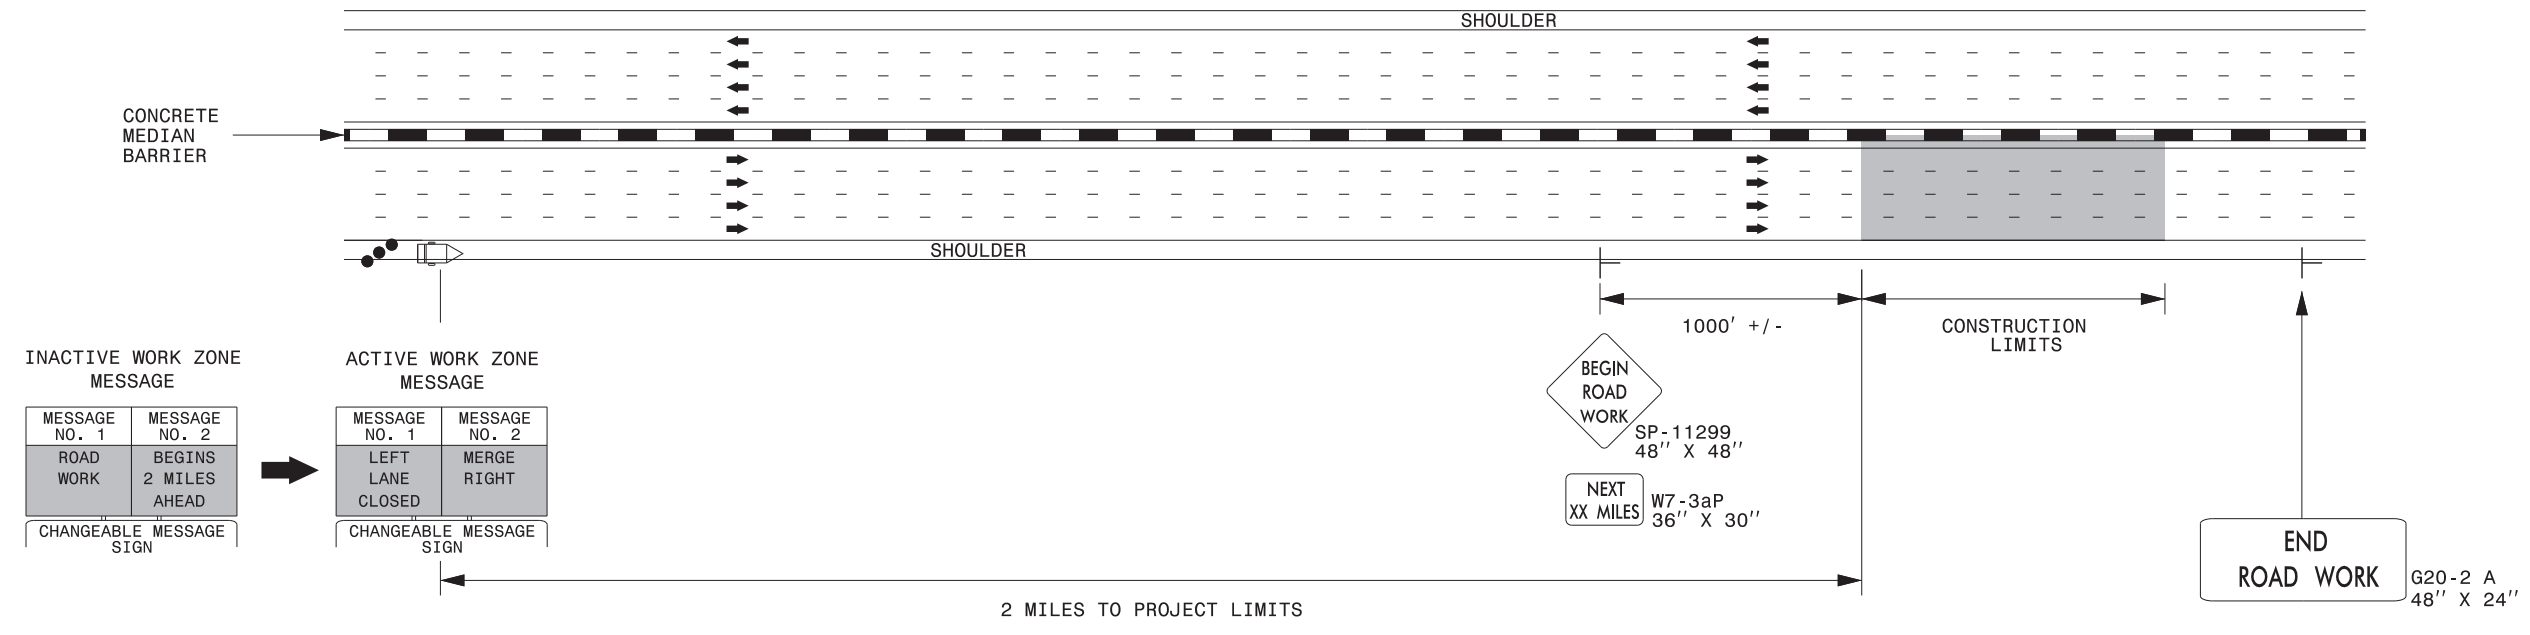 SHOULDER
CONCRETE
MEDIAN
BARRIER
SHOULDER
1000' +/-
CONSTRUCTION
LIMITS
INACTIVE WORK ZONE
MESSAGE
MESSAGE
NO. 1
MESSAGE
NO. 2
ROAD
WORK
BEGINS
2 MILES
AHEAD
CHANGEABLE MESSAGE
SIGN
ACTIVE WORK ZONE
MESSAGE
MESSAGE
NO. 1
MESSAGE
NO. 2
LEFT
LANE
CLOSED
MERGE
RIGHT
CHANGEABLE MESSAGE
SIGN
BEGIN
ROAD
WORK
SP-11299
48'' X 48''
NEXT
XX MILES
W7-3aP
36'' X 30''
END
ROAD WORK
G20-2 A
48'' X 24''
2 MILES TO PROJECT LIMITS